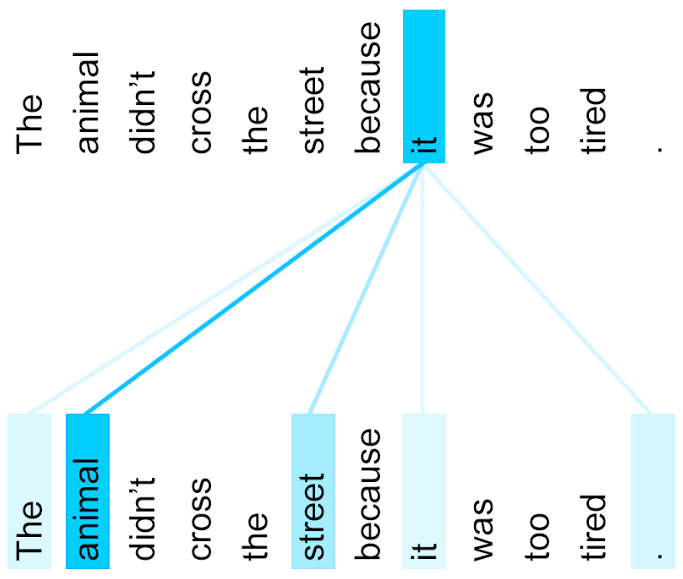 The animal didn't cross the street because it was too tired .
The animal didn't cross the street because it was too tired .